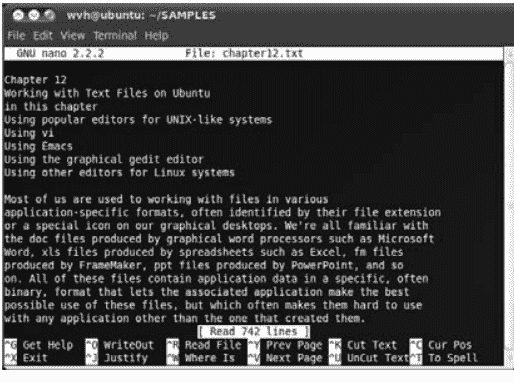 wvh@ubuntu: ~/SAMPLES
File Edit View Terminal Help
GNU nano 2.2.2 File: chapter12.txt
Chapter 12
Working with Text Files on Ubuntu
in this chapter
Using popular editors for UNIX-like systems
Using vi
Using Emacs
Using the graphical gedit editor
Using other editors for Linux systems
Most of us are used to working with files in various
application-specific formats, often identified by their file extension
or a special icon on our graphical desktops. We're all familiar with
the doc files produced by graphical word processors such as Microsoft
Word, xls files produced by spreadsheets such as Excel, fm files
produced by FrameMaker, ppt files produced by PowerPoint, and so
on. All of these files contain application data in a specific, often
binary, format that lets the associated application make the best
possible use of these files, but which often makes them hard to use
with any application other than the one that created them.
[ Read 742 lines ]
^G Get Help ^O WriteOut ^R Read File ^Y Prev Page ^K Cut Text ^C Cur Pos
^X Exit ^J Justify ^W Where Is ^V Next Page ^U UnCut Text ^T To Spell